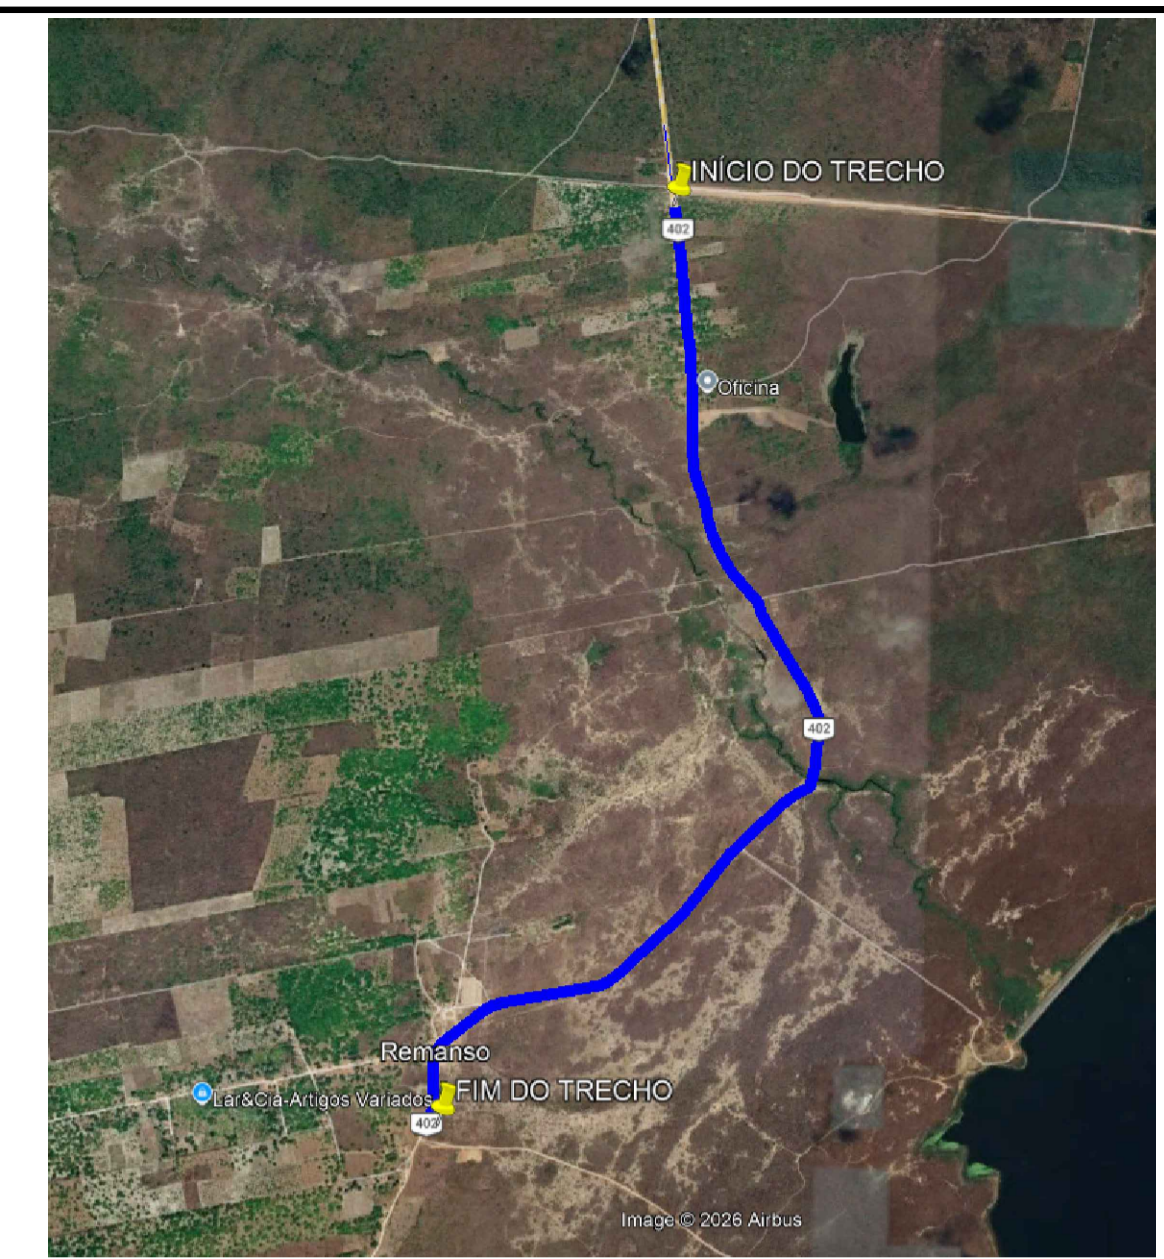 INÍCIO DO TRECHO
402
Oficina
402
Remanso
FIM DO TRECHO
Lar&Cia-Artigos Variados
402
Image © 2026 Airbus